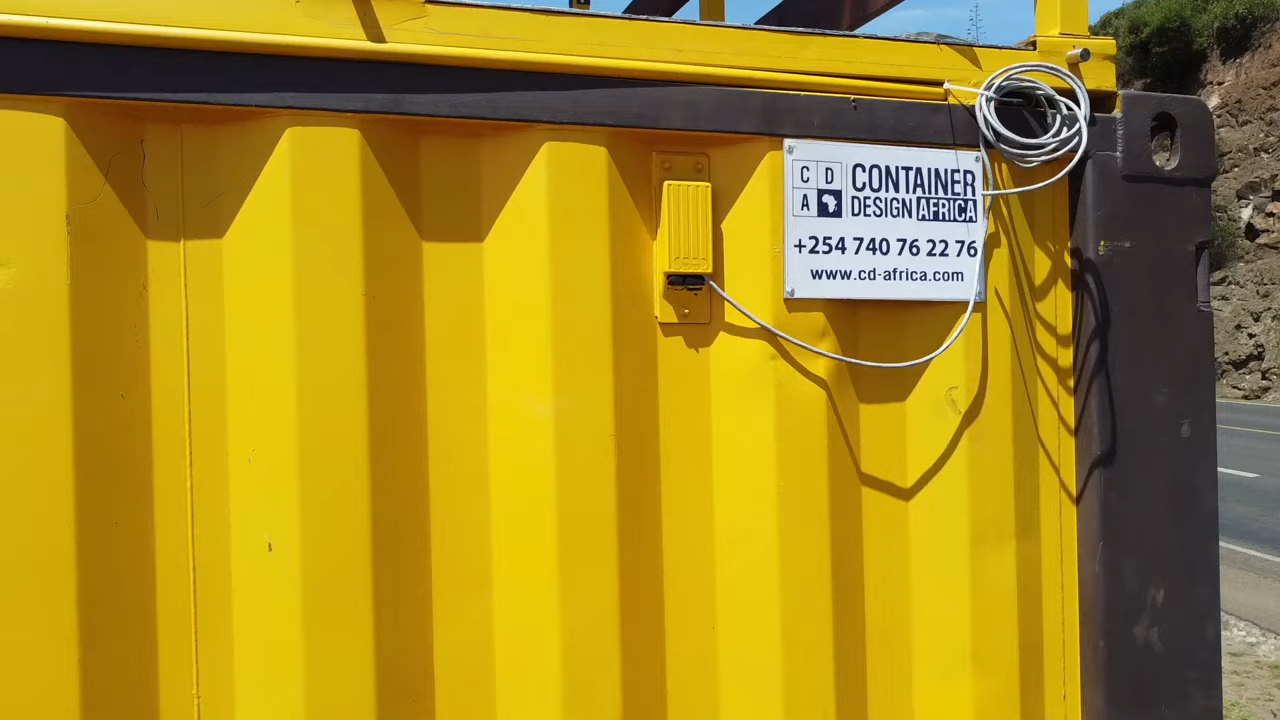 C D
A
CONTAINER
DESIGN AFRICA
+254 740 76 22 76
www.cd-africa.com